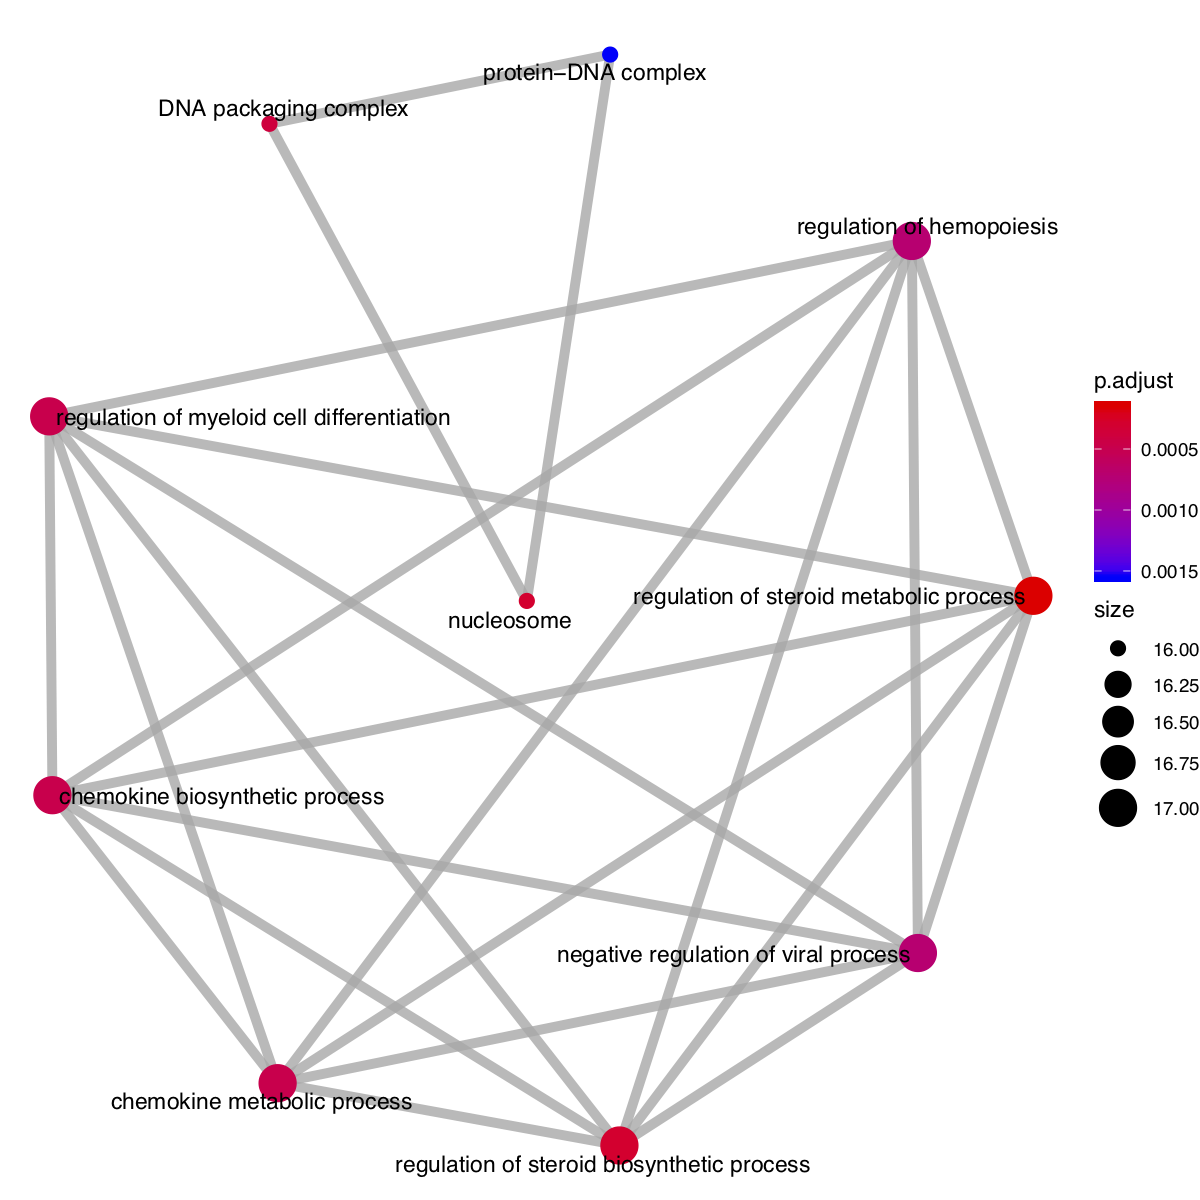 protein−DNA complex
DNA packaging complex
regulation of hemopoiesis
regulation of myeloid cell differentiation
regulation of steroid metabolic process
nucleosome
chemokine biosynthetic process
negative regulation of viral process
chemokine metabolic process
regulation of steroid biosynthetic process
p.adjust
0.0005
0.0010
0.0015
size
16.00
16.25
16.50
16.75
17.00